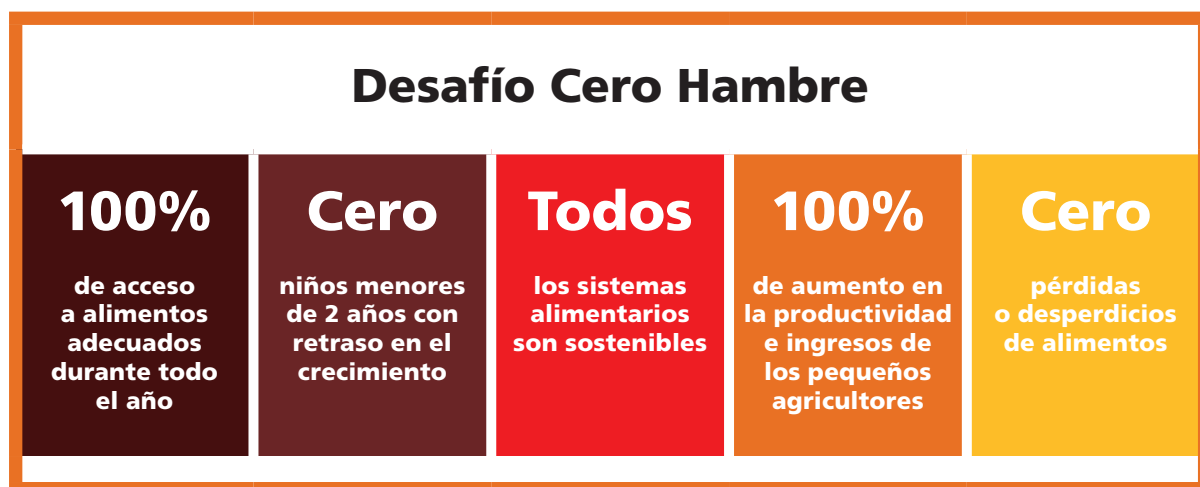 Desafío Cero Hambre
100%
de acceso
a alimentos
adecuados
durante todo
el año
Cero
niños menores
de 2 años con
retraso en el
crecimiento
Todos
los sistemas
alimentarios
son sostenibles
100%
de aumento en
la productividad
e ingresos de
los pequeños
agricultores
Cero
pérdidas
o desperdicios
de alimentos